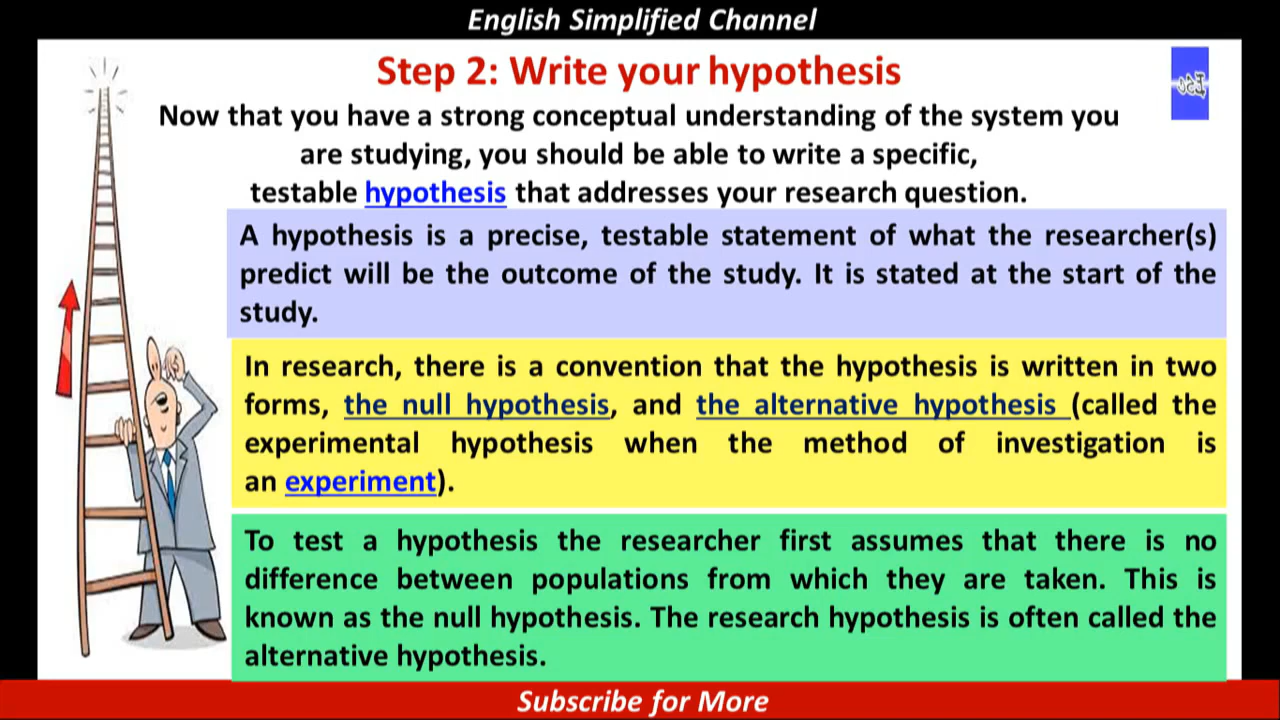 English Simplified Channel
Step 2: Write your hypothesis
Now that you have a strong conceptual understanding of the system you
are studying, you should be able to write a specific,
testable hypothesis that addresses your research question.
A hypothesis is a precise, testable statement of what the researcher(s)
predict will be the outcome of the study. It is stated at the start of the
study.
In research, there is a convention that the hypothesis is written in two
forms, the null hypothesis, and the alternative hypothesis (called the
experimental hypothesis when the method of investigation is
an experiment).
To test a hypothesis the researcher first assumes that there is no
difference between populations from which they are taken. This is
known as the null hypothesis. The research hypothesis is often called the
alternative hypothesis.
Subscribe for More